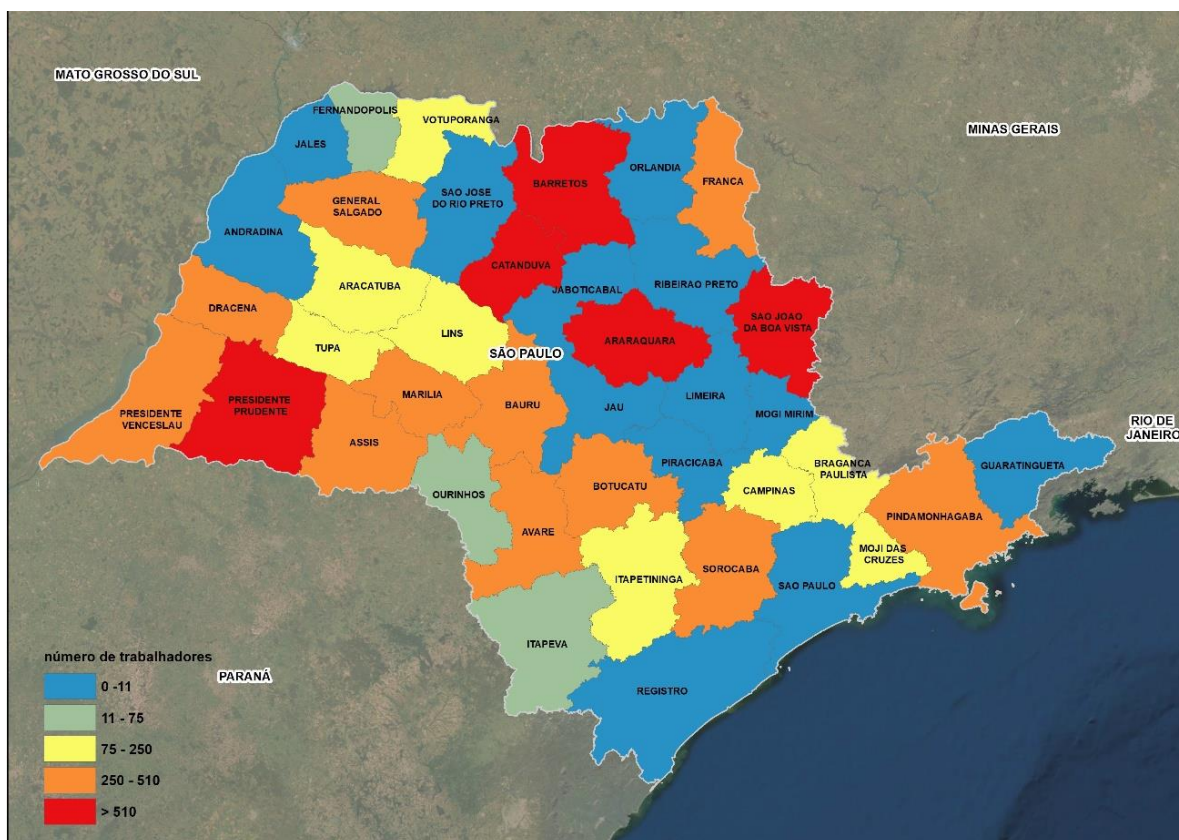 MATO GROSSO DO SUL
MINAS GERAIS
FERNANDOPOLIS
VOTUPORANGA
JALES
ORLANDIA
BARRETOS
FRANCA
SAO JOSE
DO RIO PRETO
GENERAL
SALGADO
ANDRADINA
CATANDUVA
ARACATUBA
JABOTICABAL
RIBEIRAO PRETO
DRACENA
SAO JOAO
DA BOA VISTA
LINS
ARARAQUARA
TUPA
SÃO PAULO
MARILIA
LIMEIRA
PRESIDENTE
PRUDENTE
BAURU
JAU
MOGI MIRIM
PRESIDENTE
VENCESLAU
ASSIS
RIO DE
JANEIRO
PIRACICABA
BRAGANCA
PAULISTA
GUARATINGUETA
OURINHOS
BOTUCATU
CAMPINAS
PINDAMONHAGABA
AVARE
MOJI DAS
CRUZES
ITAPETININGA
SOROCABA
SAO PAULO
ITAPEVA
número de trabalhadores
PARANÁ
REGISTRO
0 -11
11 - 75
75 - 250
250 - 510
> 510